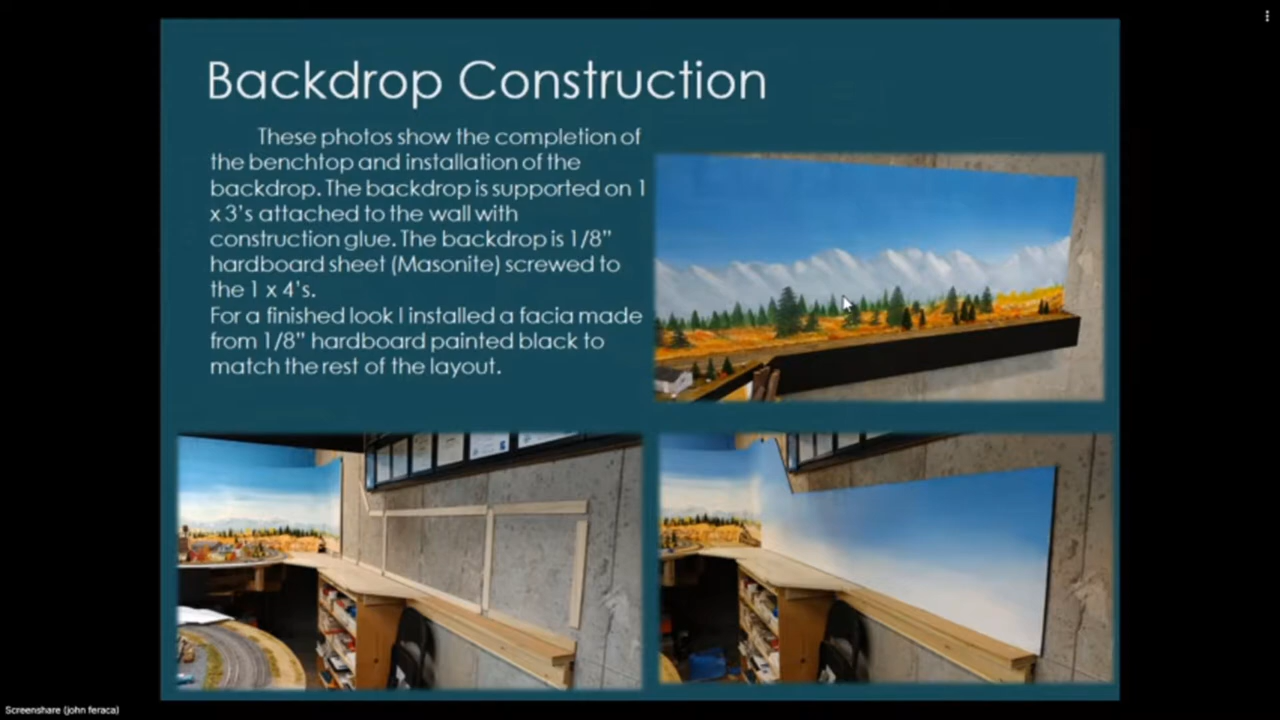 Backdrop Construction
These photos show the completion of
the benchtop and installation of the
backdrop. The backdrop is supported on 1
x 3's attached to the wall with
construction glue. The backdrop is 1/8"
hardboard sheet (Masonite) screwed to
the 1 x 4's.
For a finished look I installed a facia made
from 1/8" hardboard painted black to
match the rest of the layout.
Screenshare (john feraca)